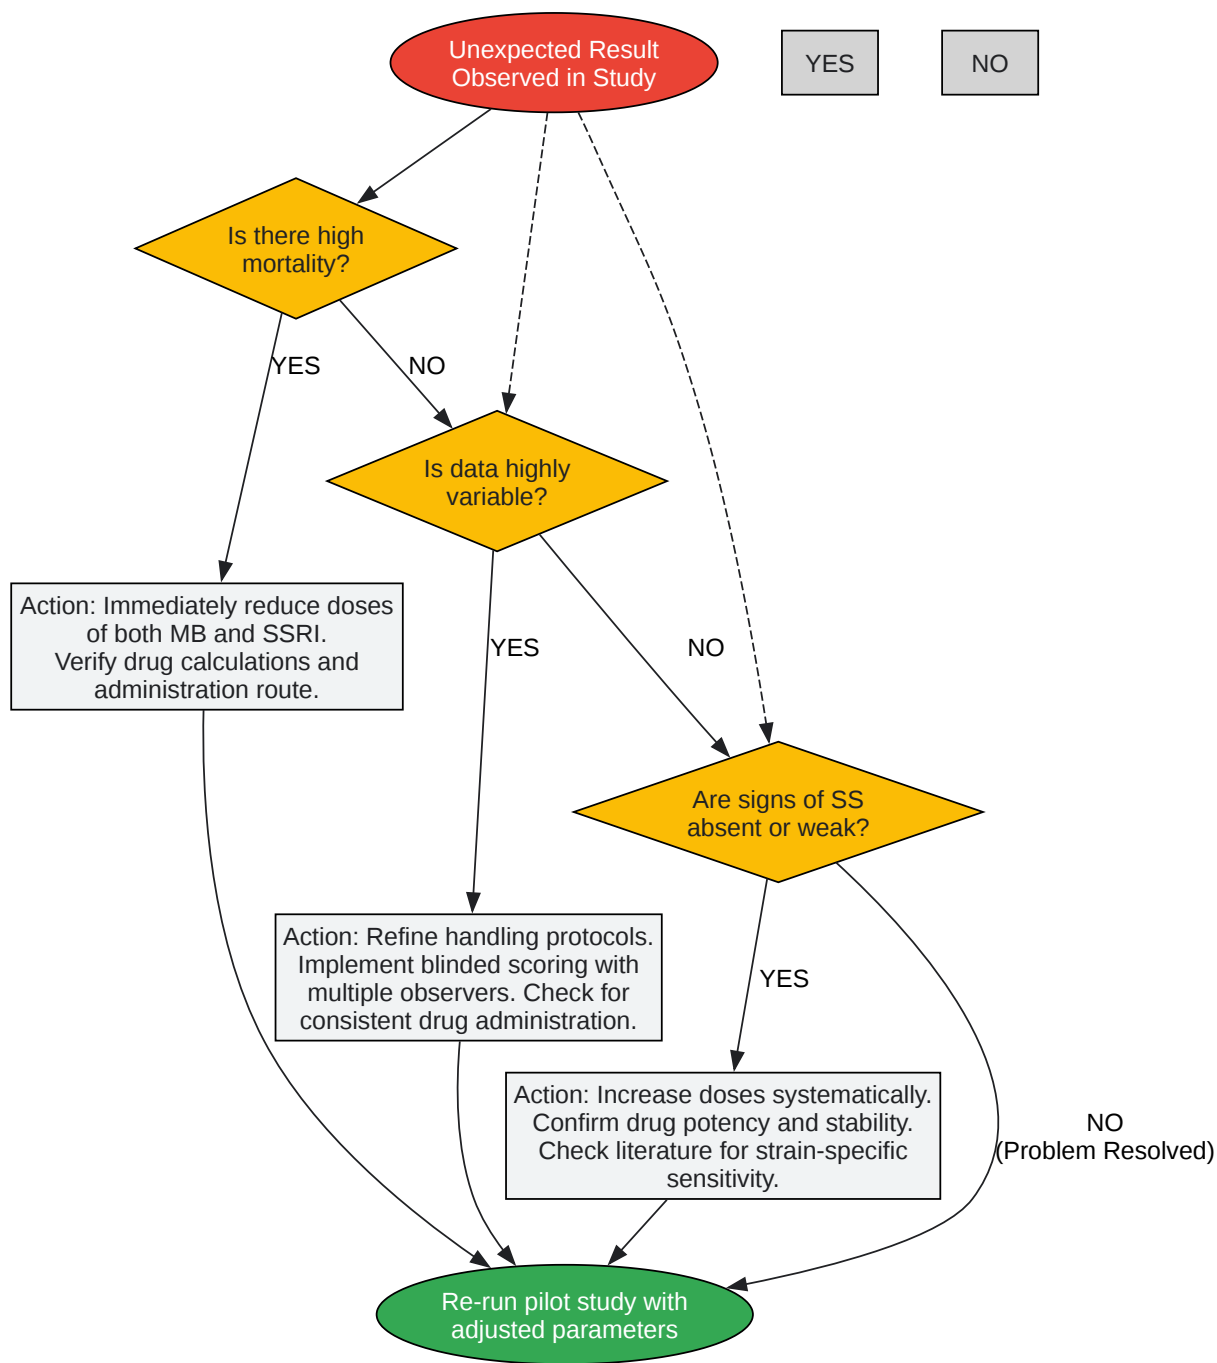 Unexpected Result
Observed in Study
YES
NO
Is there high
mortality?
YES
NO
Is data highly
variable?
Action: Immediately reduce doses
of both MB and SSRI.
Verify drug calculations and
administration route.
YES
NO
Are signs of SS
absent or weak?
Action: Refine handling protocols.
Implement blinded scoring with
multiple observers. Check for
consistent drug administration.
YES
Action: Increase doses systematically.
Confirm drug potency and stability.
Check literature for strain-specific
sensitivity.
NO
(Problem Resolved)
Re-run pilot study with
adjusted parameters